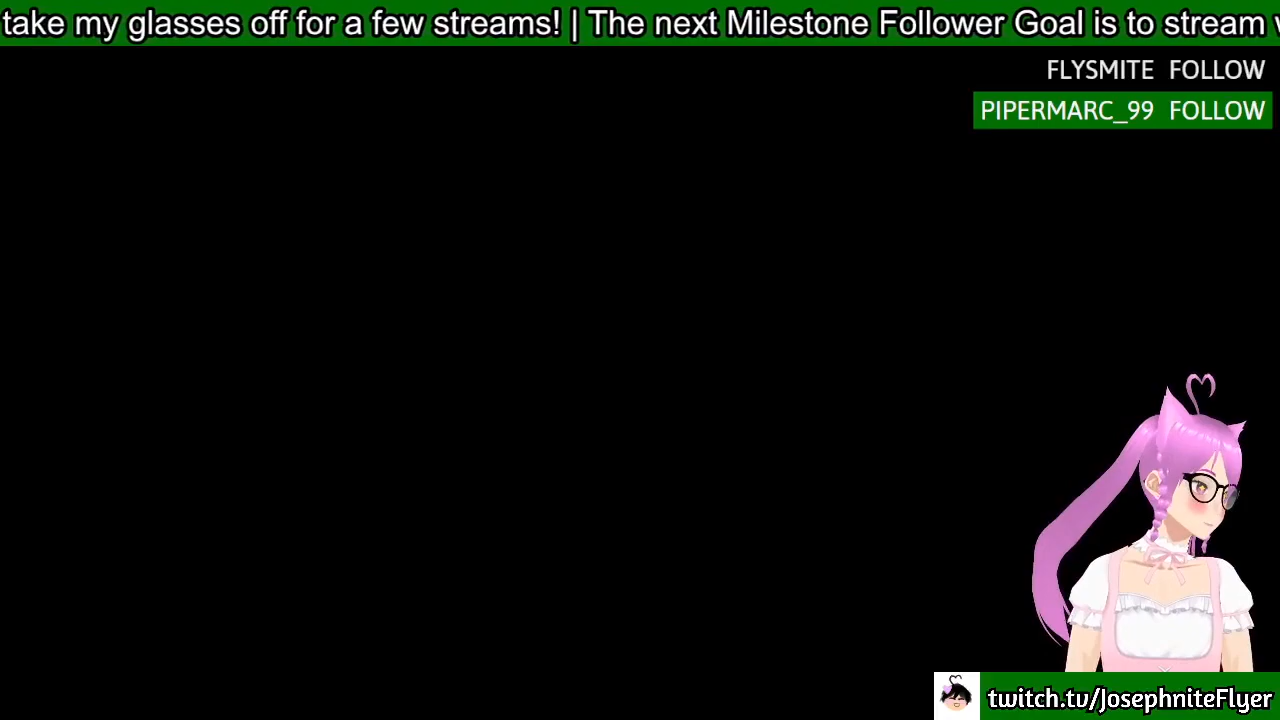 take my glasses off for a few streams! | The next Milestone Follower Goal is to stream
FLYSMITE FOLLOW
PIPERMARC_99 FOLLOW
twitch.tv/JosephniteFlyer